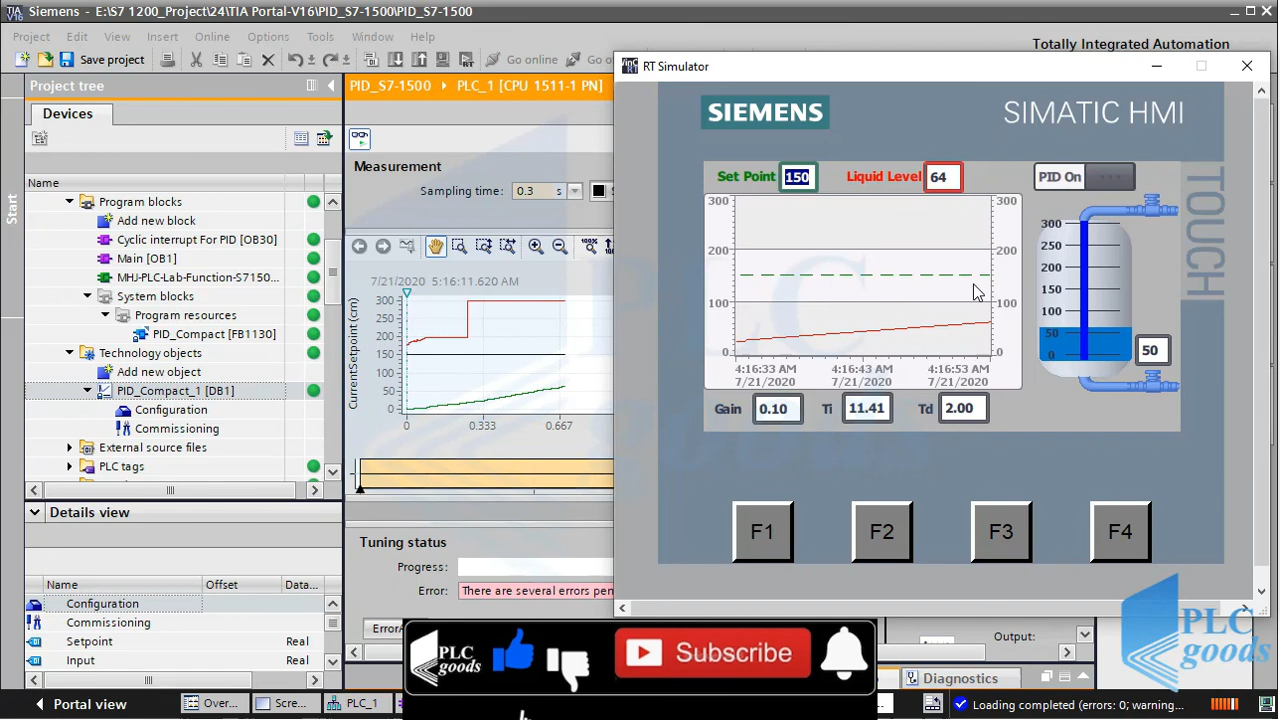 Siemens - E:\S7 1200_Project\24\TIA Portal-V16\PID_S7-1500\PID_S7-1500
Project Edit View Insert Online Options Tools Window Help
Totally Integrated Automation
Save project
Go online
Project tree
Devices
Name
Program blocks
Add new block
Cyclic interrupt For PID [OB30]
Main [OB1]
MHJ-PLC-Lab-Function-S7150...
System blocks
Program resources
PID_Compact [FB1130]
Technology objects
Add new object
PID_Compact_1 [DB1]
Configuration
Commissioning
External source files
PLC tags
Details view
Name Offset Data...
Configuration
Commissioning
Setpoint Real
Input Real
Start
PID_S7-1500 PLC_1 [CPU 1511-1 PN]
Measurement
Sampling time: 0.3 s
7/21/2020 5:16:11.620 AM
CurrentSetpoint (cm)
300
250
200
150
100
50
0
0 0.333 0.667
Tuning status
Progress:
Error: There are several errors pen
ErrorA
RT Simulator
SIEMENS
SIMATIC HMI
TOUCH
Set Point 150 Liquid Level 64 PID On
300 300
200 200
100 100
0 0
4:16:33 AM 4:16:43 AM 4:16:53 AM
7/21/2020 7/21/2020 7/21/2020
Gain 0.10 Ti 11.41 Td 2.00
300
250
200
150
100
50
0
50
F1 F2 F3 F4
PLC goods
PLC goods Subscribe
PLC goods
Output:
Diagnostics
Portal view Over... Scree... PLC_1
Loading completed (errors: 0; warning...